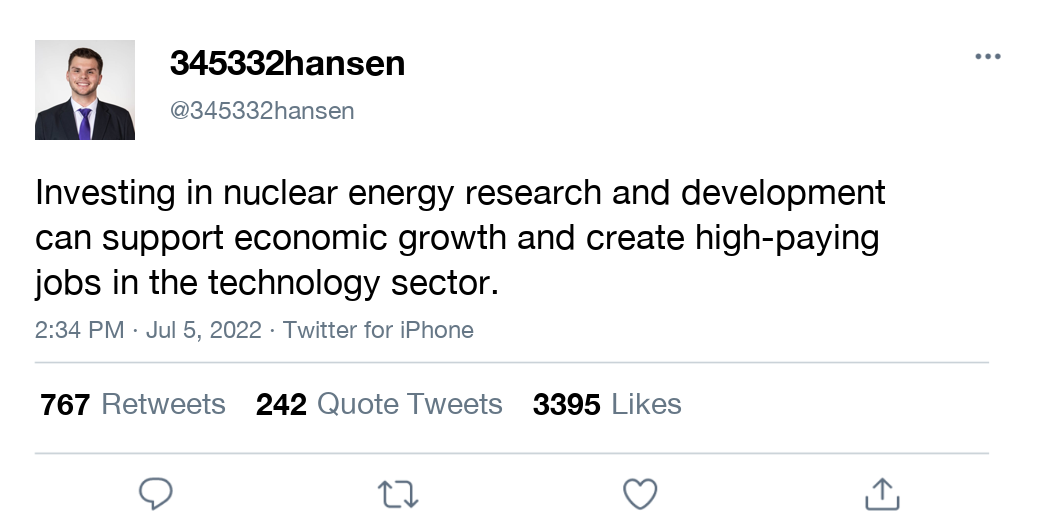 345332hansen
@345332hansen
Investing in nuclear energy research and development
can support economic growth and create high-paying
jobs in the technology sector.
2:34 PM · Jul 5, 2022 · Twitter for iPhone
767 Retweets 242 Quote Tweets 3395 Likes